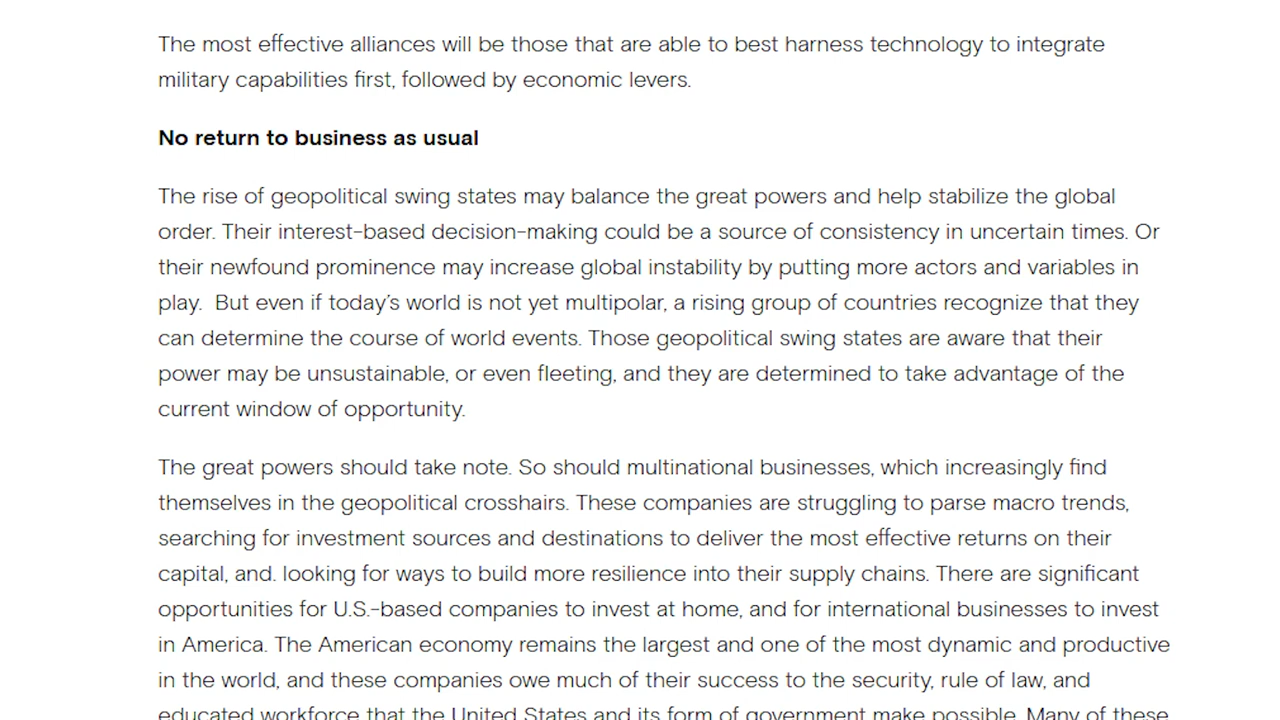 The most effective alliances will be those that are able to best harness technology to integrate
military capabilities first, followed by economic levers.
No return to business as usual
The rise of geopolitical swing states may balance the great powers and help stabilize the global
order. Their interest-based decision-making could be a source of consistency in uncertain times. Or
their newfound prominence may increase global instability by putting more actors and variables in
play.  But even if today’s world is not yet multipolar, a rising group of countries recognize that they
can determine the course of world events. Those geopolitical swing states are aware that their
power may be unsustainable, or even fleeting, and they are determined to take advantage of the
current window of opportunity.
The great powers should take note. So should multinational businesses, which increasingly find
themselves in the geopolitical crosshairs. These companies are struggling to parse macro trends,
searching for investment sources and destinations to deliver the most effective returns on their
capital, and. looking for ways to build more resilience into their supply chains. There are significant
opportunities for U.S.-based companies to invest at home, and for international businesses to invest
in America. The American economy remains the largest and one of the most dynamic and productive
in the world, and these companies owe much of their success to the security, rule of law, and
educated workforce that the United States and its form of government make possible. Many of these